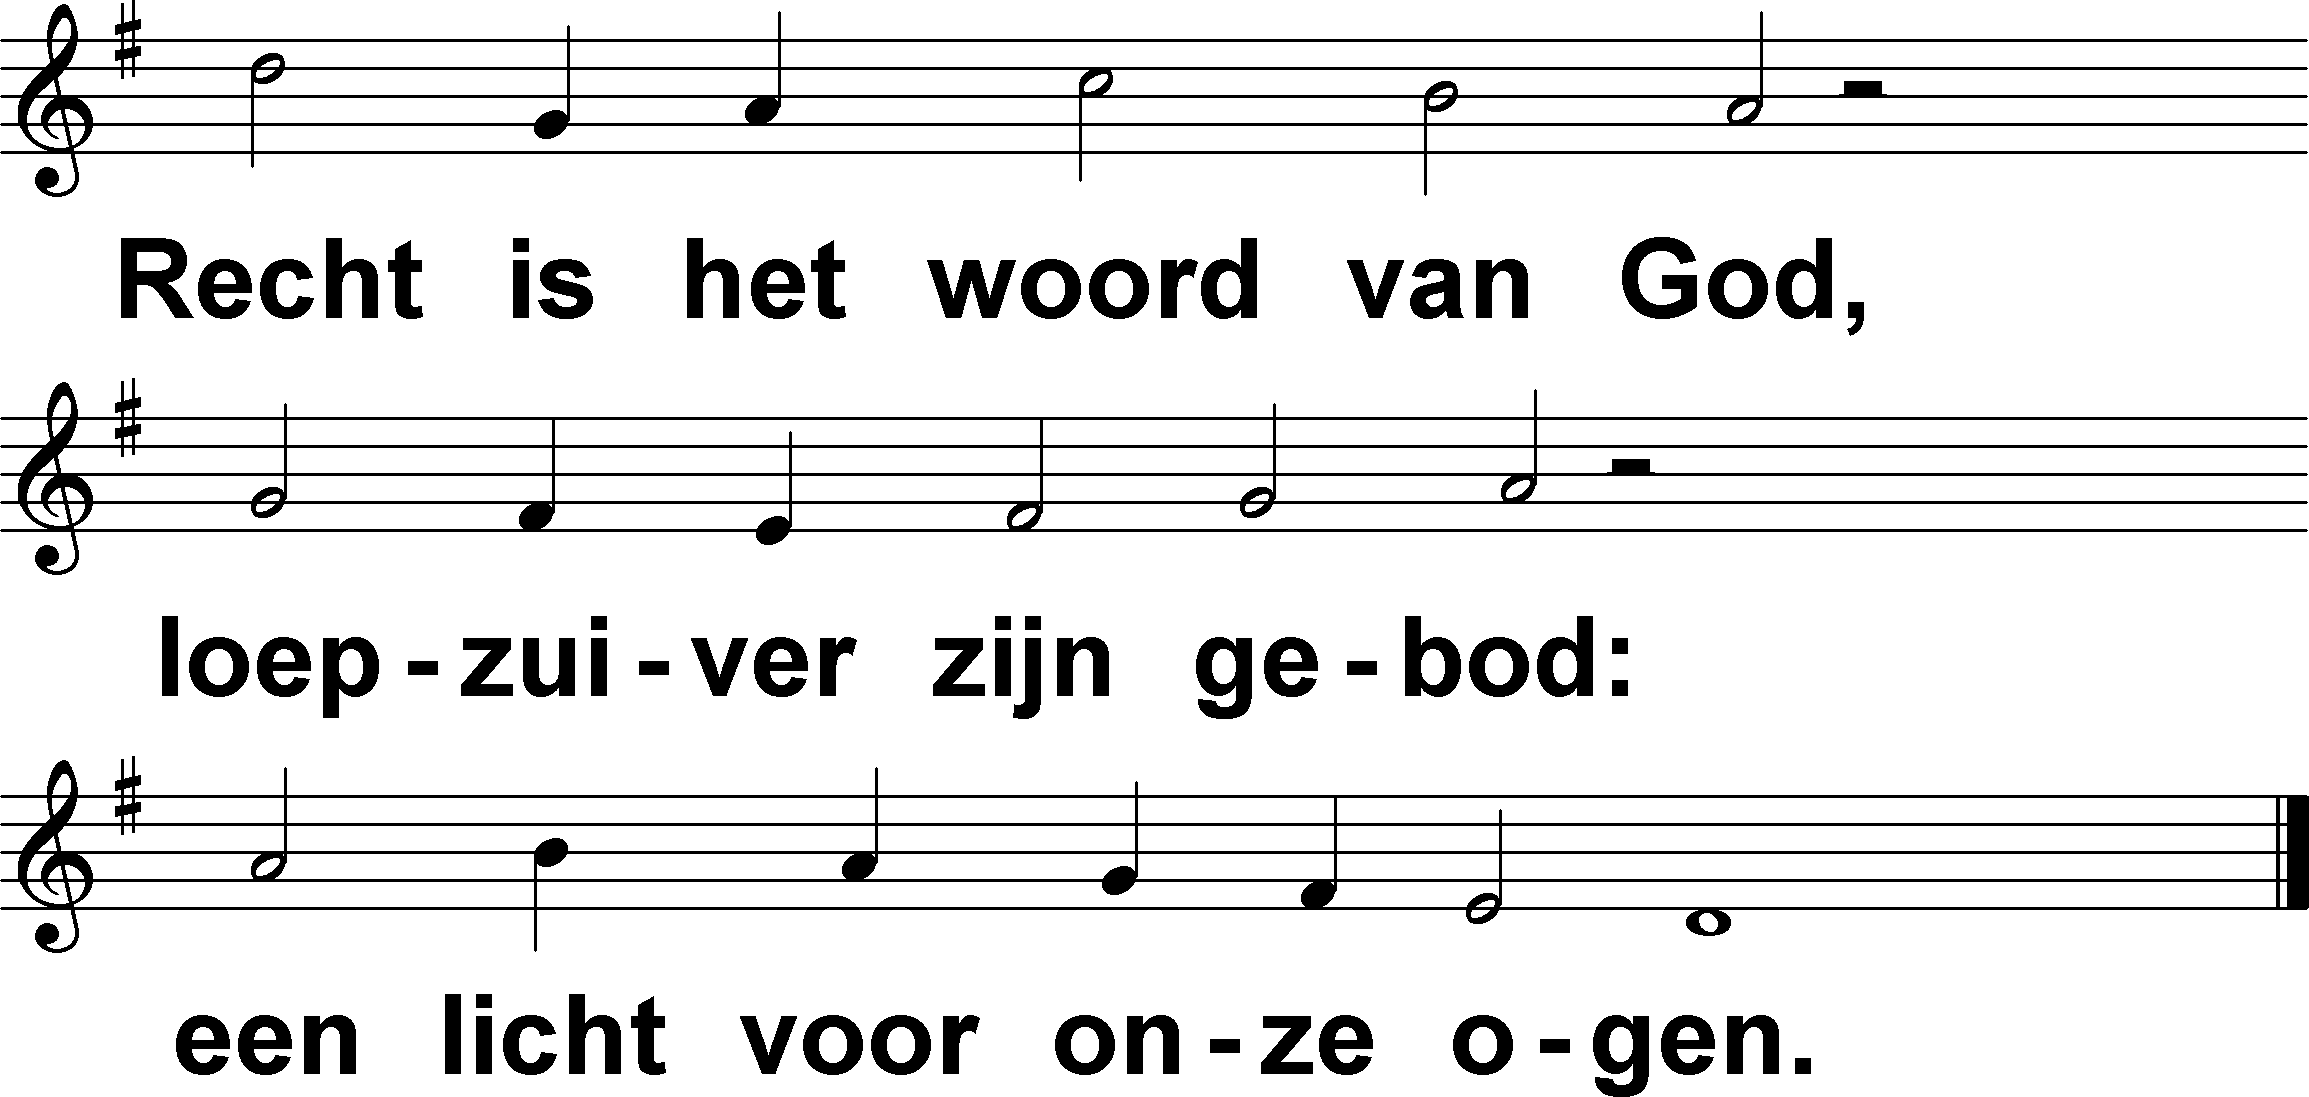 Recht is het woord van God,
loep-zui-ver zijn ge-bod:
een licht voor on-ze o-gen.